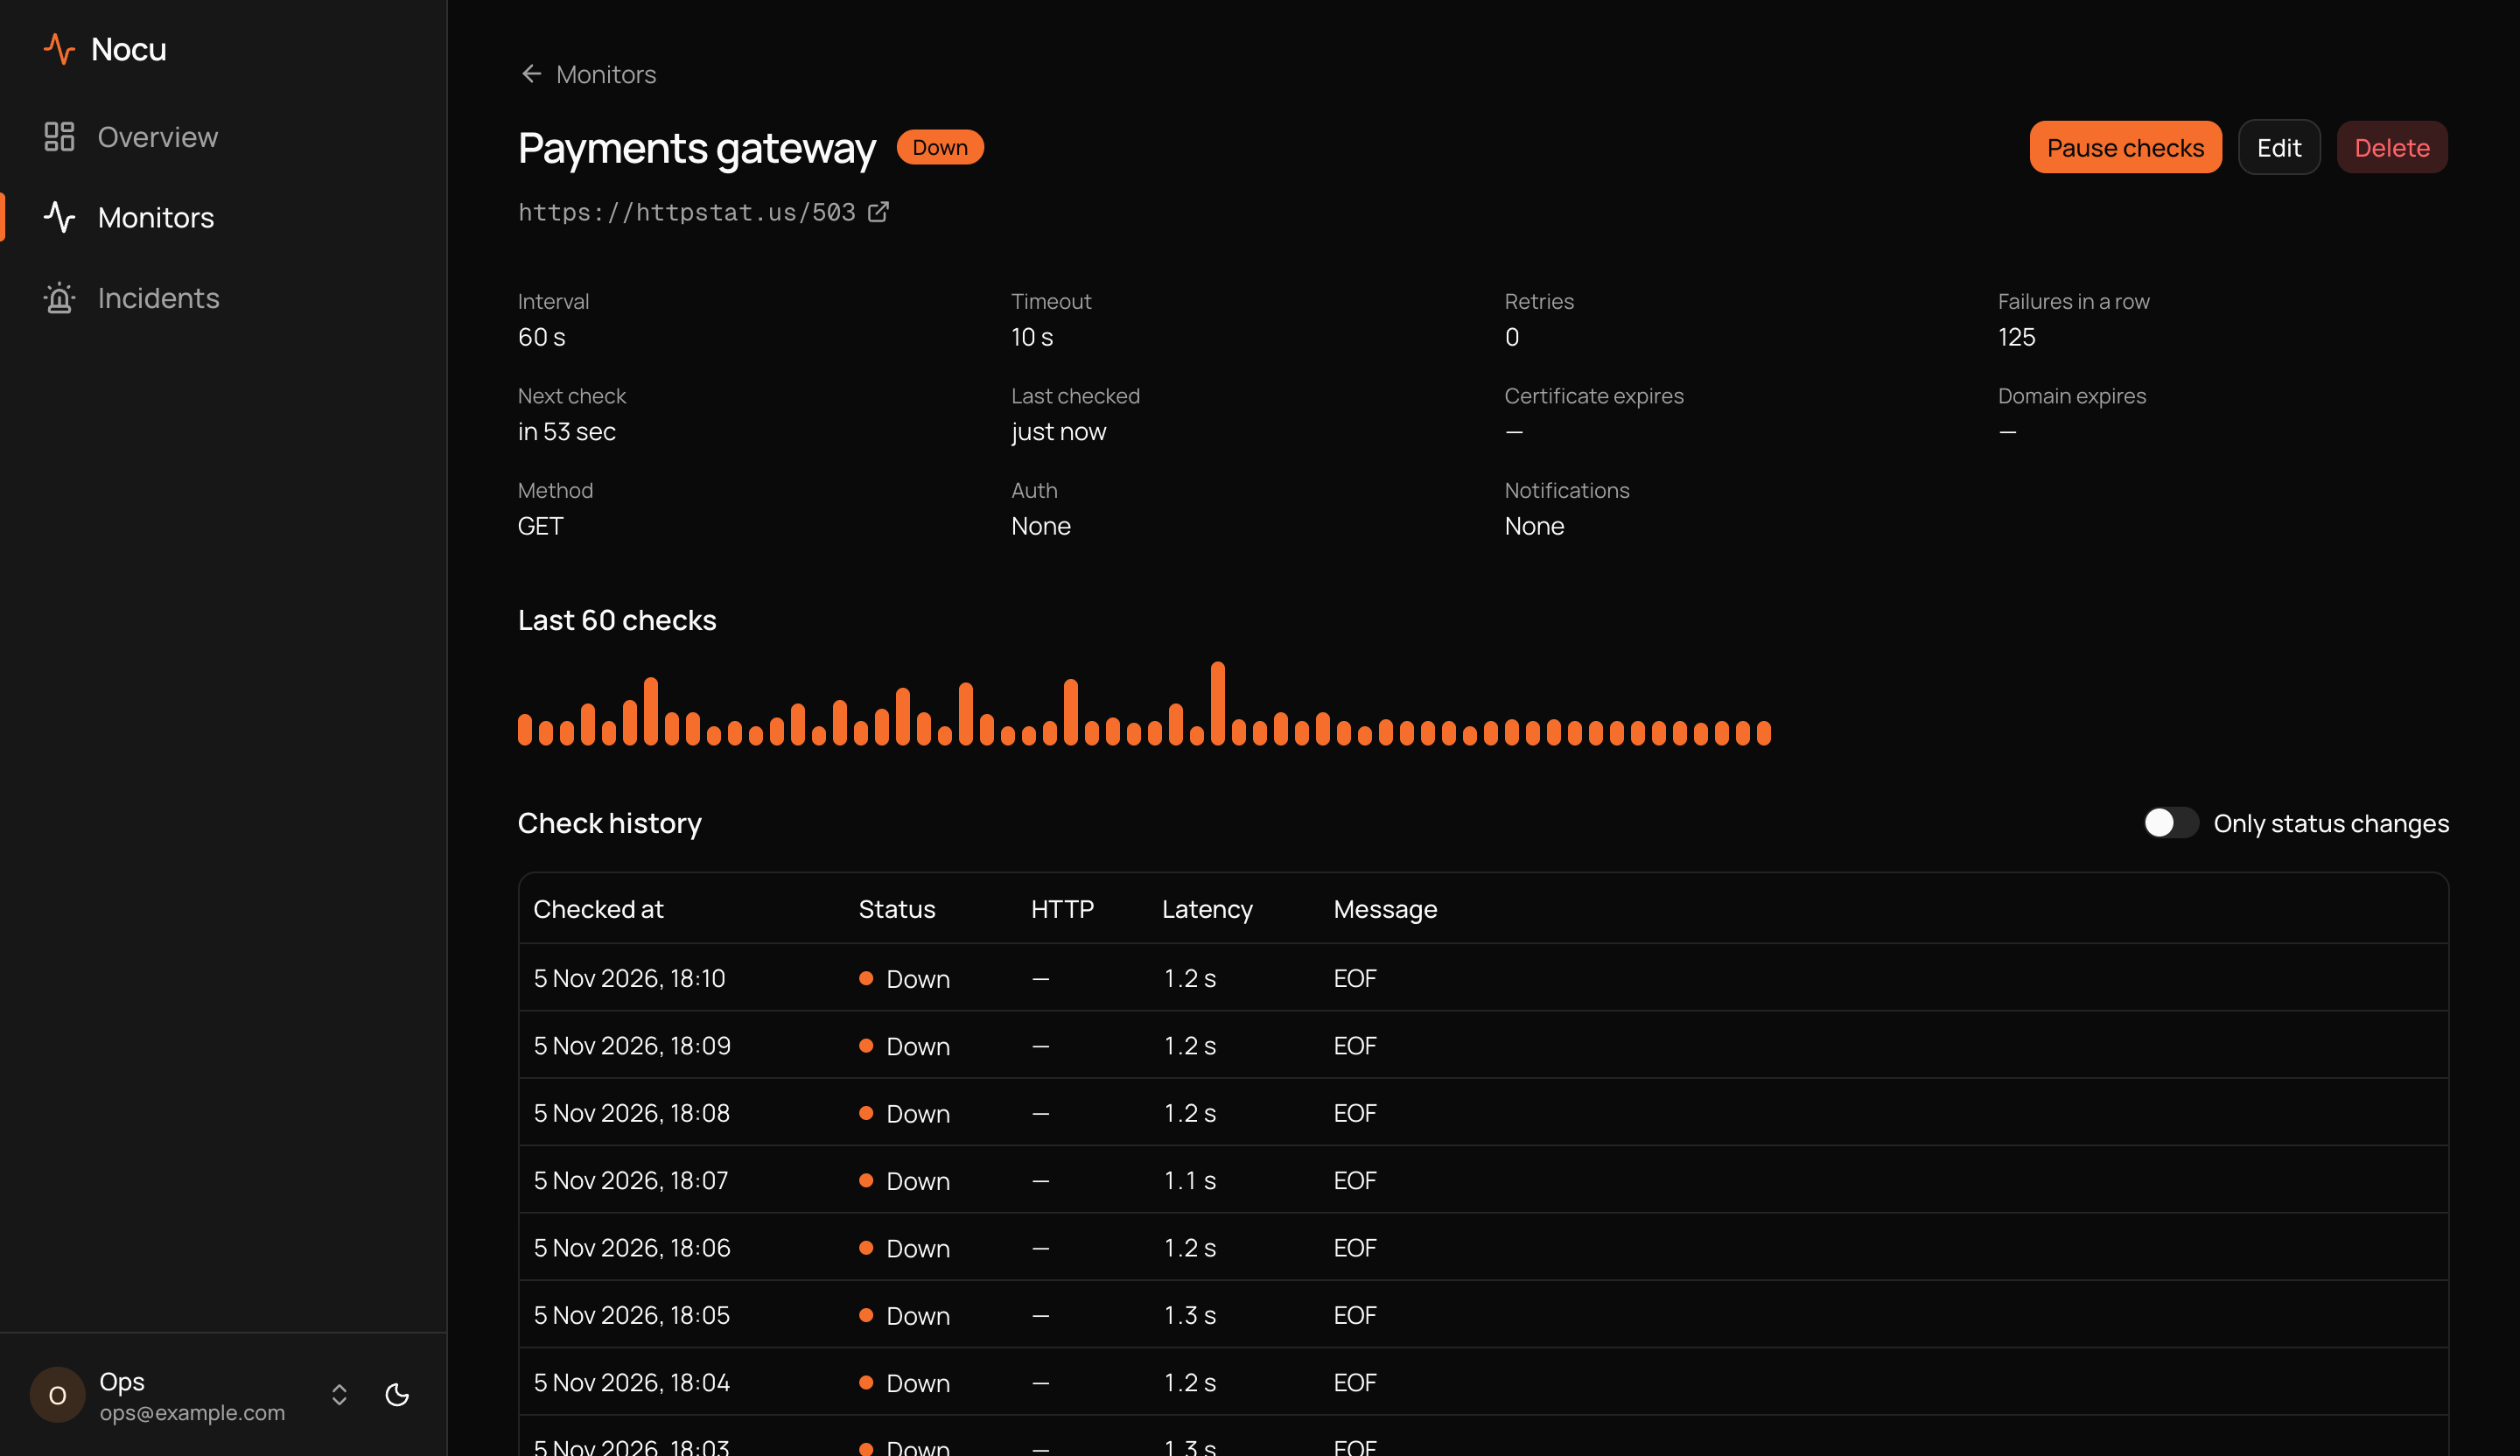 Nocu
Overview
Monitors
Incidents
Ops
O
ops@example.com
Monitors
Payments gateway Down
Pause checks Edit Delete
https://httpstat.us/503
Interval Timeout Retries Failures in a row
60 s 10 s 0 125
Next check Last checked Certificate expires Domain expires
in 53 sec just now — —
Method Auth Notifications
GET None None
Last 60 checks
Check history Only status changes
Checked at Status HTTP Latency Message
5 Nov 2026, 18:10 Down — 1.2 s EOF
5 Nov 2026, 18:09 Down — 1.2 s EOF
5 Nov 2026, 18:08 Down — 1.2 s EOF
5 Nov 2026, 18:07 Down — 1.1 s EOF
5 Nov 2026, 18:06 Down — 1.2 s EOF
5 Nov 2026, 18:05 Down — 1.3 s EOF
5 Nov 2026, 18:04 Down — 1.2 s EOF
5 Nov 2026, 18:03 Down — 1.3 s EOF